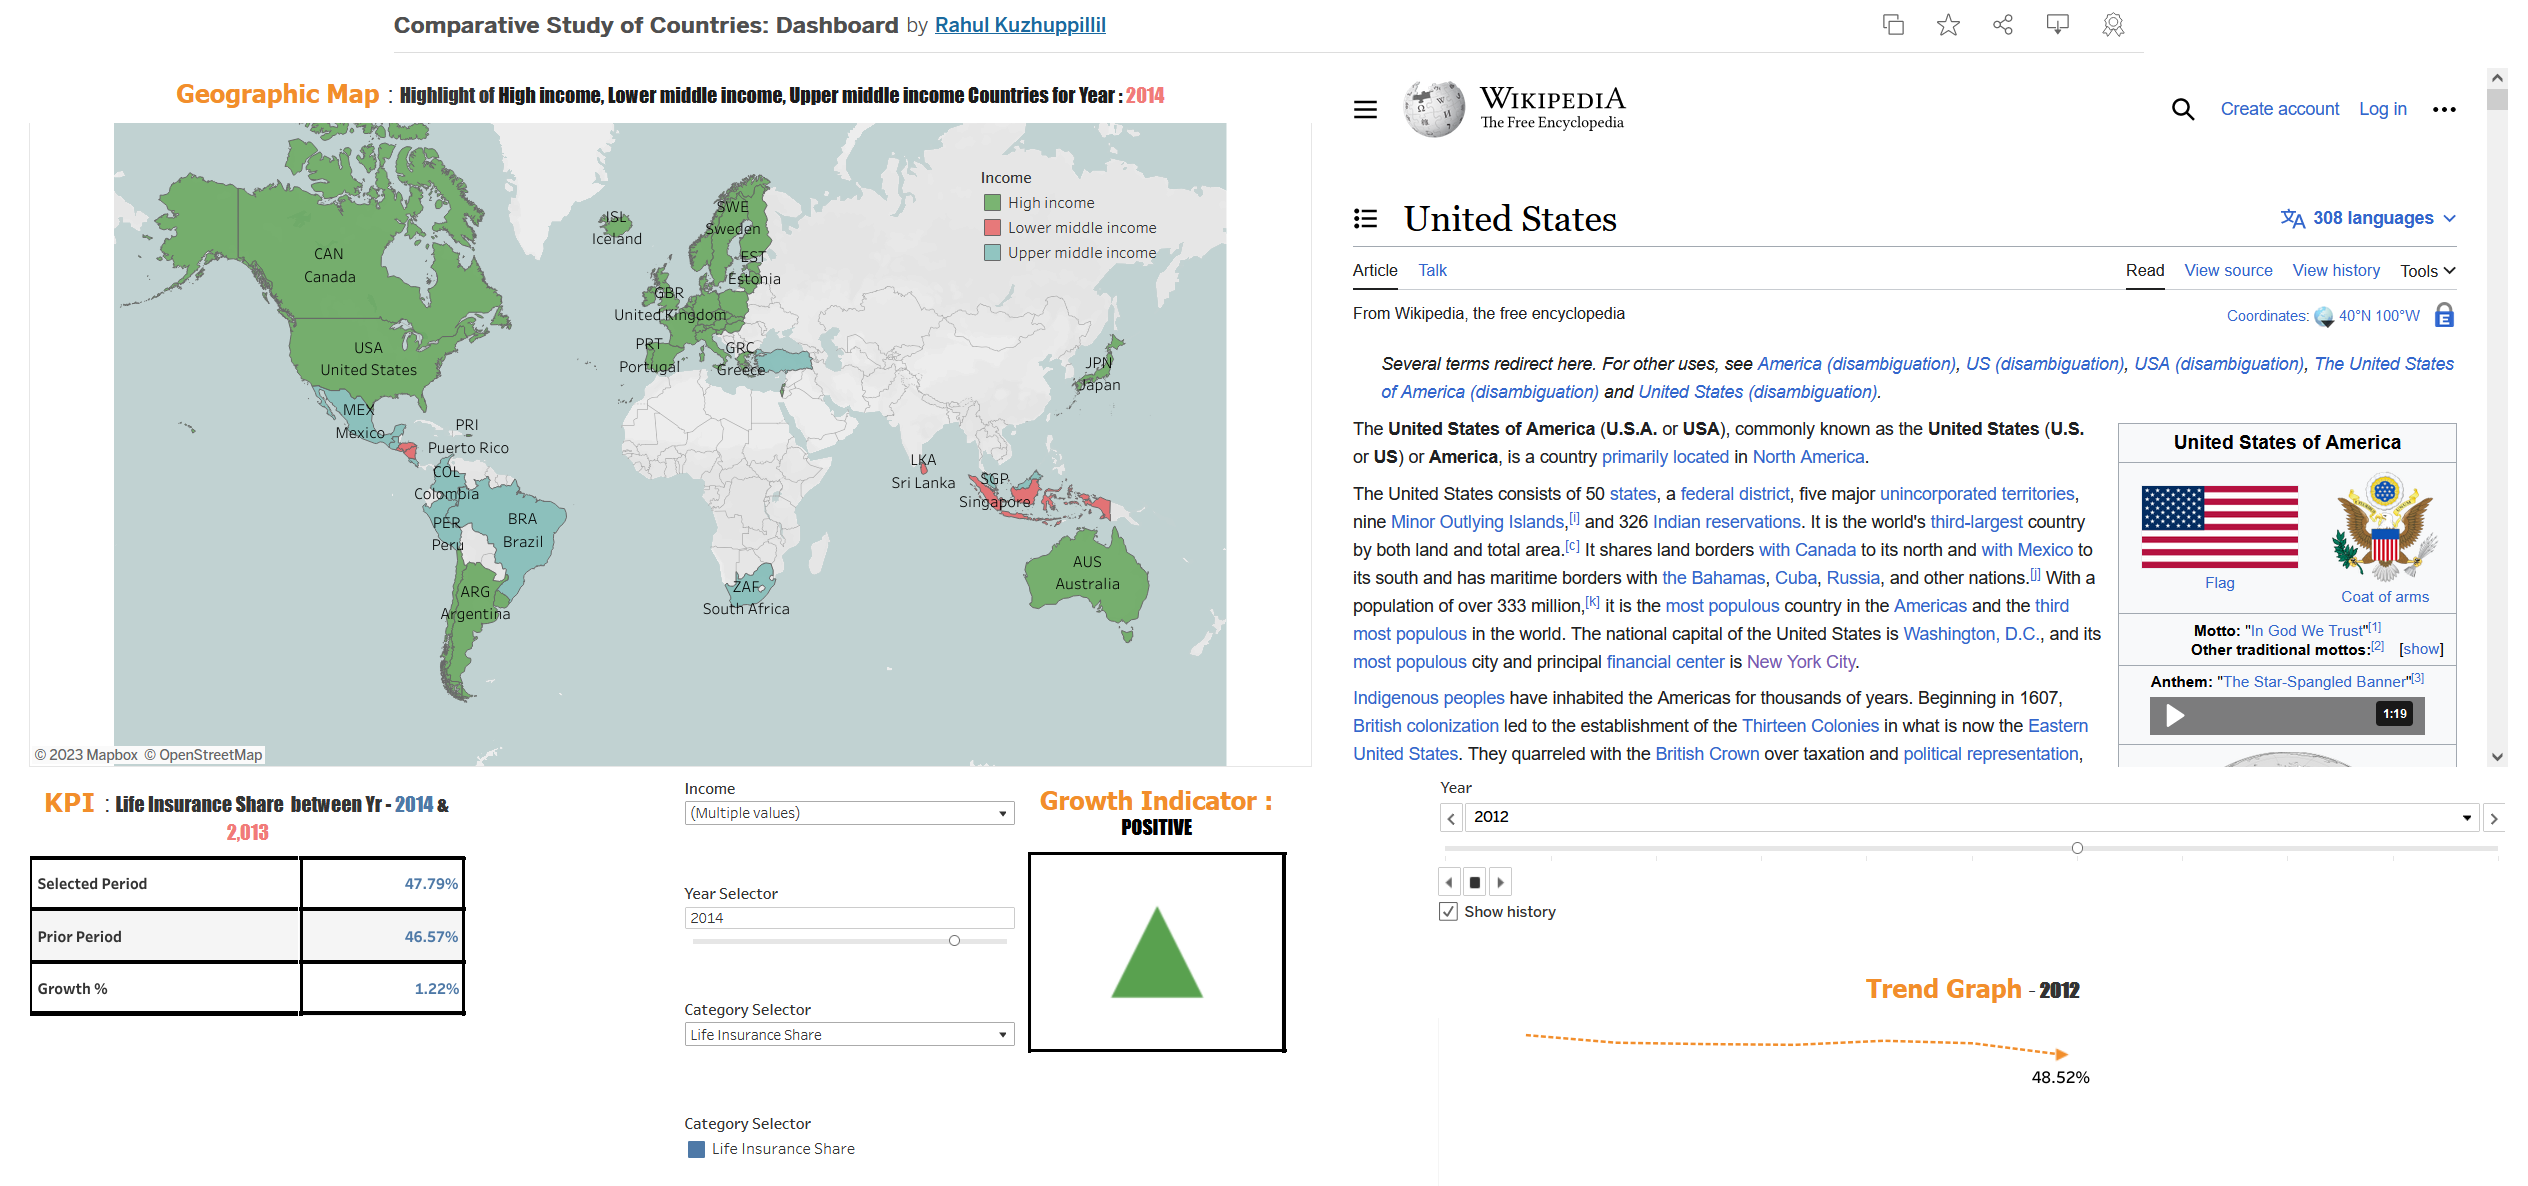 Comparative Study of Countries: Dashboard by Rahul Kuzhuppillil
Geographic Map : Highlight of High income, Lower middle income, Upper middle income Countries for Year : 2014
Income
High income
Lower middle income
Upper middle income
ISL
Iceland
SWE
Sweden
EST
Estonia
CAN
Canada
GBR
United Kingdom
PRT
Portugal
GRC
Greece
USA
United States
JPN
Japan
MEX
Mexico
PRI
Puerto Rico
COL
Colombia
LKA
Sri Lanka
SGP
Singapore
PER
Peru
BRA
Brazil
AUS
Australia
ARG
Argentina
ZAF
South Africa
© 2023 Mapbox © OpenStreetMap
WIKIPEDIA
The Free Encyclopedia
Create account Log in
United States
308 languages
Article Talk
Read View source View history Tools
From Wikipedia, the free encyclopedia
Coordinates: 40°N 100°W
Several terms redirect here. For other uses, see America (disambiguation), US (disambiguation), USA (disambiguation), The United States
of America (disambiguation) and United States (disambiguation).
The United States of America (U.S.A. or USA), commonly known as the United States (U.S.
or US) or America, is a country primarily located in North America.
The United States consists of 50 states, a federal district, five major unincorporated territories,
nine Minor Outlying Islands,[i] and 326 Indian reservations. It is the world's third-largest country
by both land and total area.[c] It shares land borders with Canada to its north and with Mexico to
its south and has maritime borders with the Bahamas, Cuba, Russia, and other nations.[j] With a
population of over 333 million,[k] it is the most populous country in the Americas and the third
most populous in the world. The national capital of the United States is Washington, D.C., and its
most populous city and principal financial center is New York City.
Indigenous peoples have inhabited the Americas for thousands of years. Beginning in 1607,
British colonization led to the establishment of the Thirteen Colonies in what is now the Eastern
United States. They quarreled with the British Crown over taxation and political representation,
United States of America
Flag
Coat of arms
Motto: "In God We Trust"[1]
Other traditional mottos:[2] [show]
Anthem: "The Star-Spangled Banner"[3]
1:19
KPI : Life Insurance Share between Yr - 2014 &
2,013
Selected Period 47.79%
Prior Period 46.57%
Growth % 1.22%
Income
(Multiple values)
Year Selector
2014
Category Selector
Life Insurance Share
Category Selector
Life Insurance Share
Growth Indicator :
POSITIVE
Year
2012
Show history
Trend Graph - 2012
48.52%